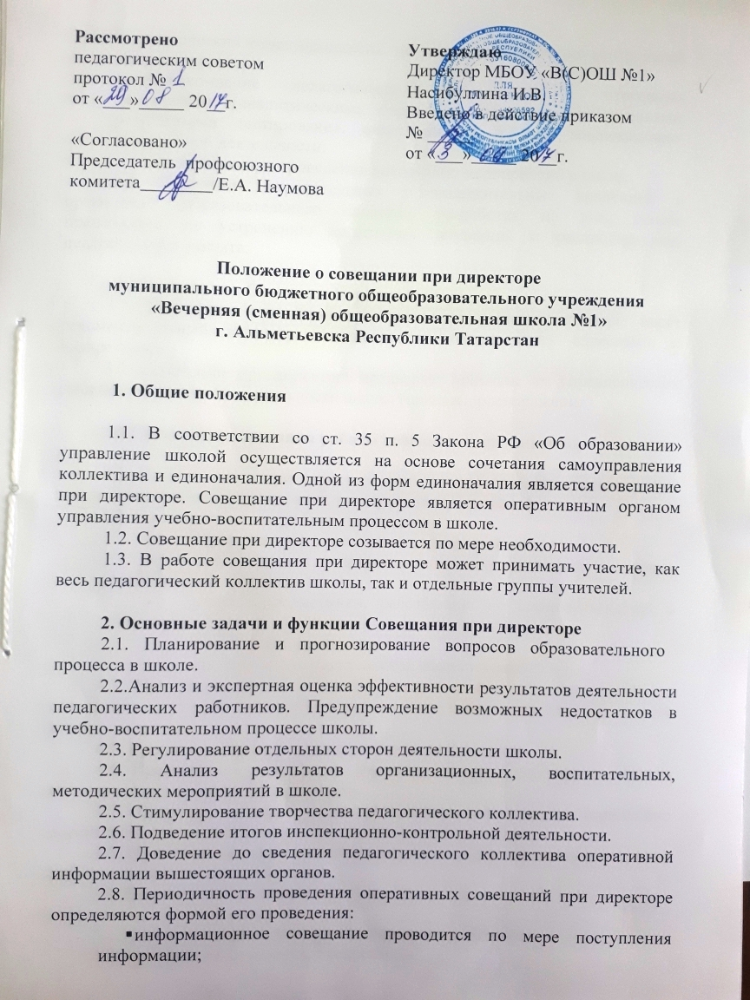 Рассмотрено
педагогическим советом
протокол № 1
от «29» 08 2017г.
«Согласовано»
Председатель профсоюзного
комитета________/Е.А. Наумова
Утверждаю
Директор МБОУ «В(С)ОШ №1»
Насибуллина И.В.
Введено в действие приказом
№
от «3» 2017г.
Положение о совещании при директоре
муниципального бюджетного общеобразовательного учреждения
«Вечерняя (сменная) общеобразовательная школа №1»
г. Альметьевска Республики Татарстан
1. Общие положения
1.1. В соответствии со ст. 35 п. 5 Закона РФ «Об образовании»
управление школой осуществляется на основе сочетания самоуправления
коллектива и единоначалия. Одной из форм единоначалия является совещание
при директоре. Совещание при директоре является оперативным органом
управления учебно-воспитательным процессом в школе.
1.2. Совещание при директоре созывается по мере необходимости.
1.3. В работе совещания при директоре может принимать участие, как
весь педагогический коллектив школы, так и отдельные группы учителей.
2. Основные задачи и функции Совещания при директоре
2.1. Планирование и прогнозирование вопросов образовательного
процесса в школе.
2.2.Анализ и экспертная оценка эффективности результатов деятельности
педагогических работников. Предупреждение возможных недостатков в
учебно-воспитательном процессе школы.
2.3. Регулирование отдельных сторон деятельности школы.
2.4. Анализ результатов организационных, воспитательных,
методических мероприятий в школе.
2.5. Стимулирование творчества педагогического коллектива.
2.6. Подведение итогов инспекционно-контрольной деятельности.
2.7. Доведение до сведения педагогического коллектива оперативной
информации вышестоящих органов.
2.8. Периодичность проведения оперативных совещаний при директоре
определяются формой его проведения:
▪информационное совещание проводится по мере поступления
информации;